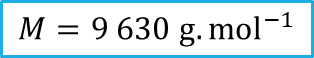 M = 9 630 g. mol⁻¹